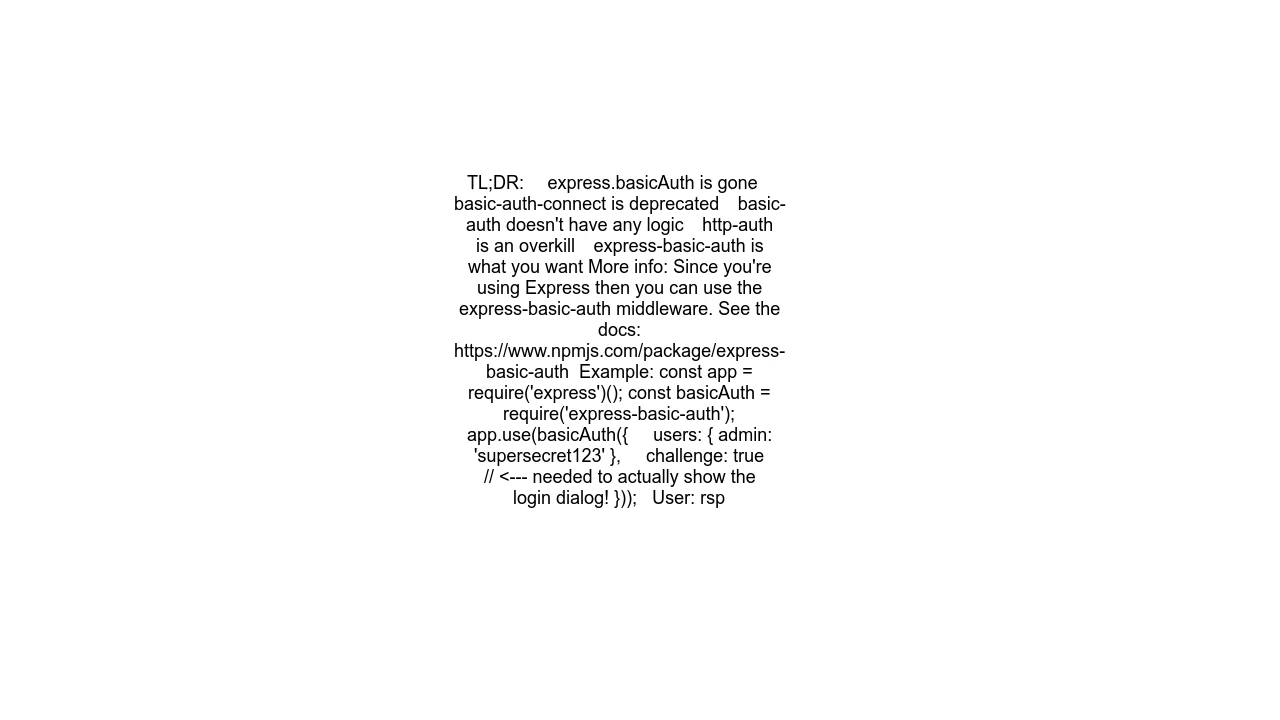 TL;DR:     express.basicAuth is gone
basic-auth-connect is deprecated    basic-
auth doesn't have any logic    http-auth
is an overkill    express-basic-auth is
what you want More info: Since you're
using Express then you can use the
express-basic-auth middleware. See the
docs:
https://www.npmjs.com/package/express-
basic-auth  Example: const app =
require('express')(); const basicAuth =
require('express-basic-auth');
app.use(basicAuth({     users: { admin:
'supersecret123' },     challenge: true
// <--- needed to actually show the
login dialog! }));   User: rsp